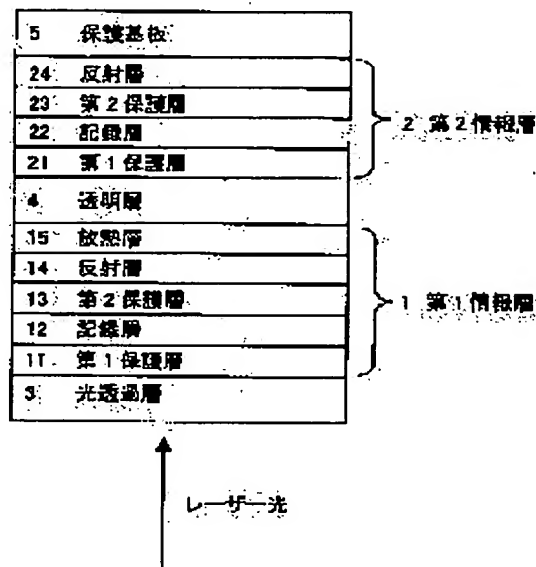 5 保護基板
24 反射層
23 第2保護層
22 記録層
21 第1保護層
2 第2情報層
4 透明層
15 放熱層
14 反射層
13 第2保護層
12 記録層
11 第1保護層
1 第1情報層
3 光透過層
レーザー光